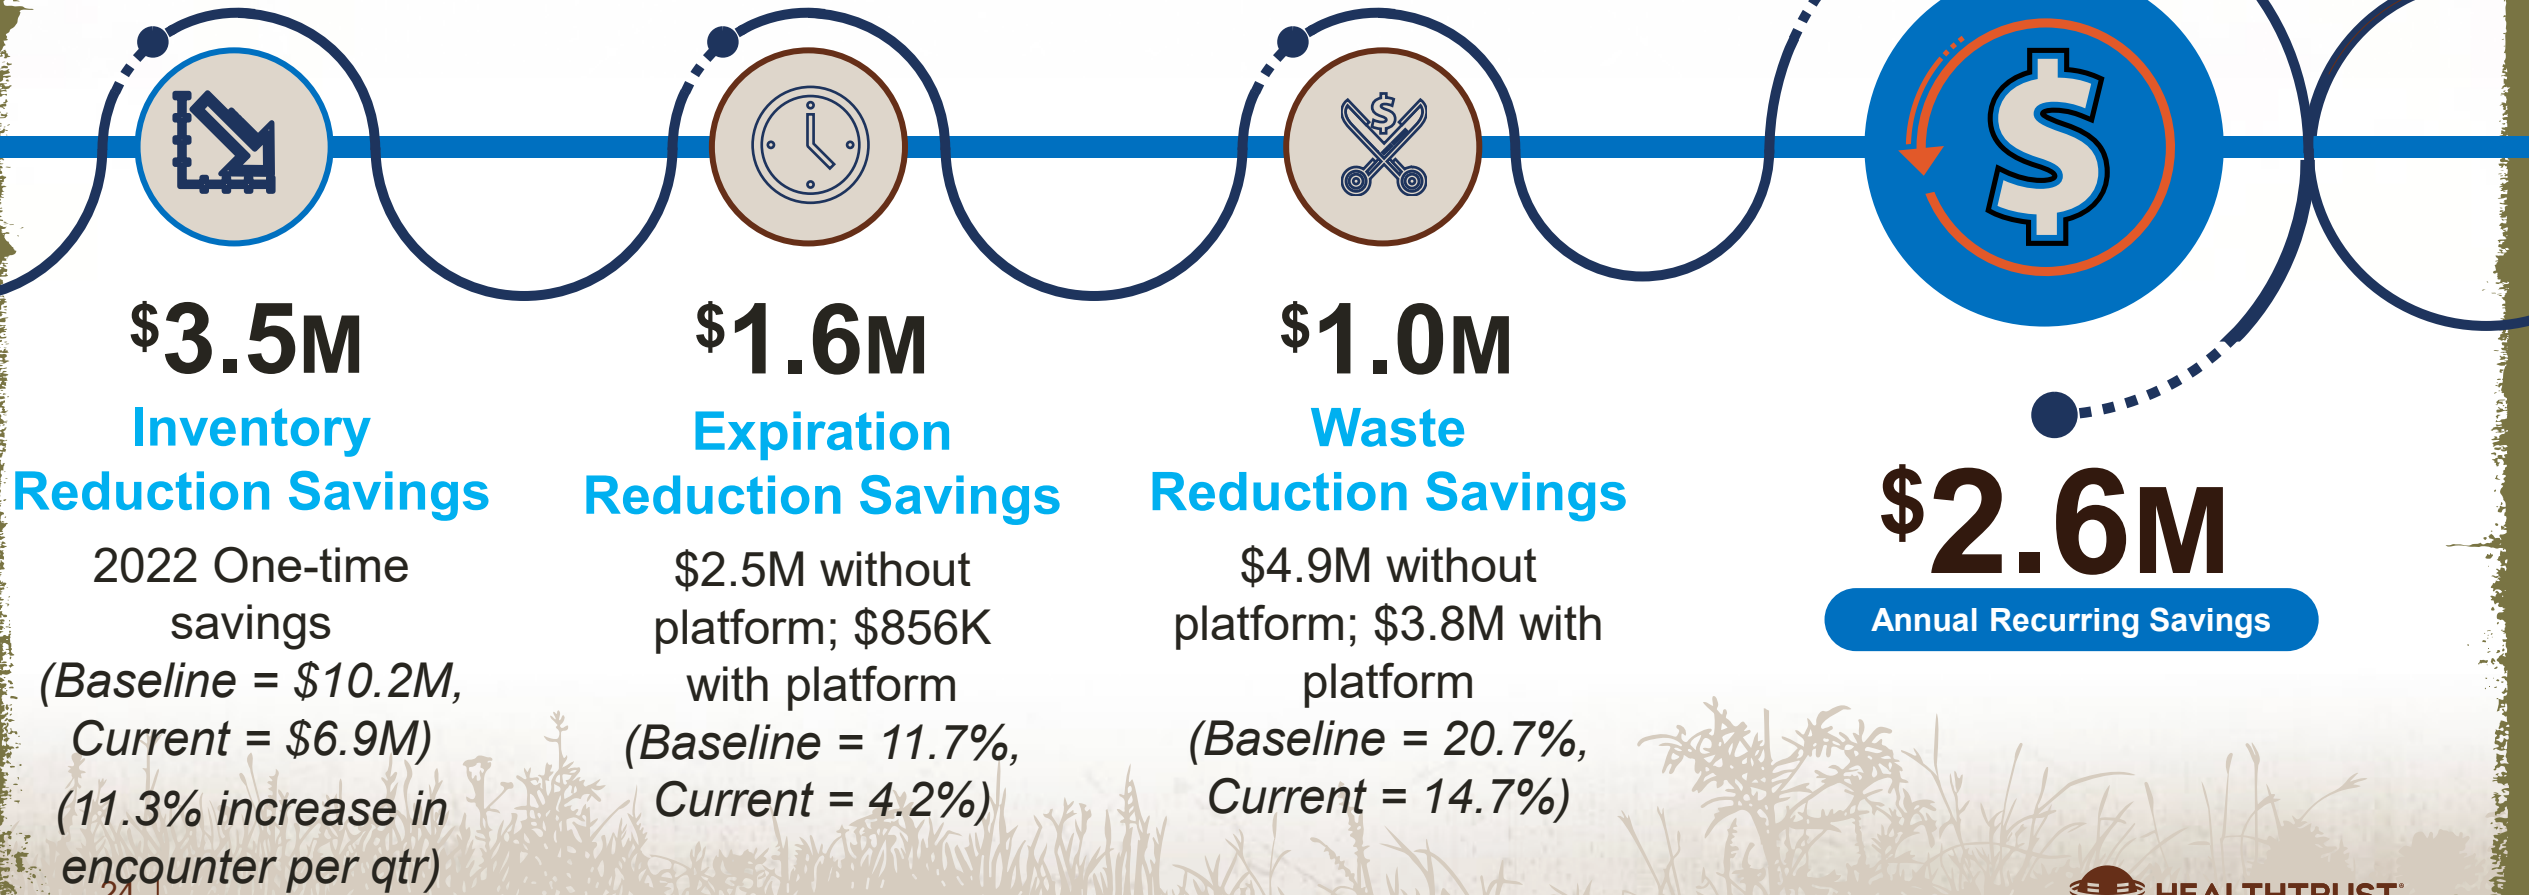 $3.5M
Inventory
Reduction Savings
2022 One-time
savings
(Baseline = $10.2M,
Current = $6.9M)
(11.3% increase in
encounter per qtr)
24 |
$1.6M
Expiration
Reduction Savings
$2.5M without
platform; $856K
with platform
(Baseline = 11.7%,
Current = 4.2%)
$1.0M
Waste
Reduction Savings
$4.9M without
platform; $3.8M with
platform
(Baseline = 20.7%,
Current = 14.7%)
$2.6M
Annual Recurring Savings
HEALTHTRUST